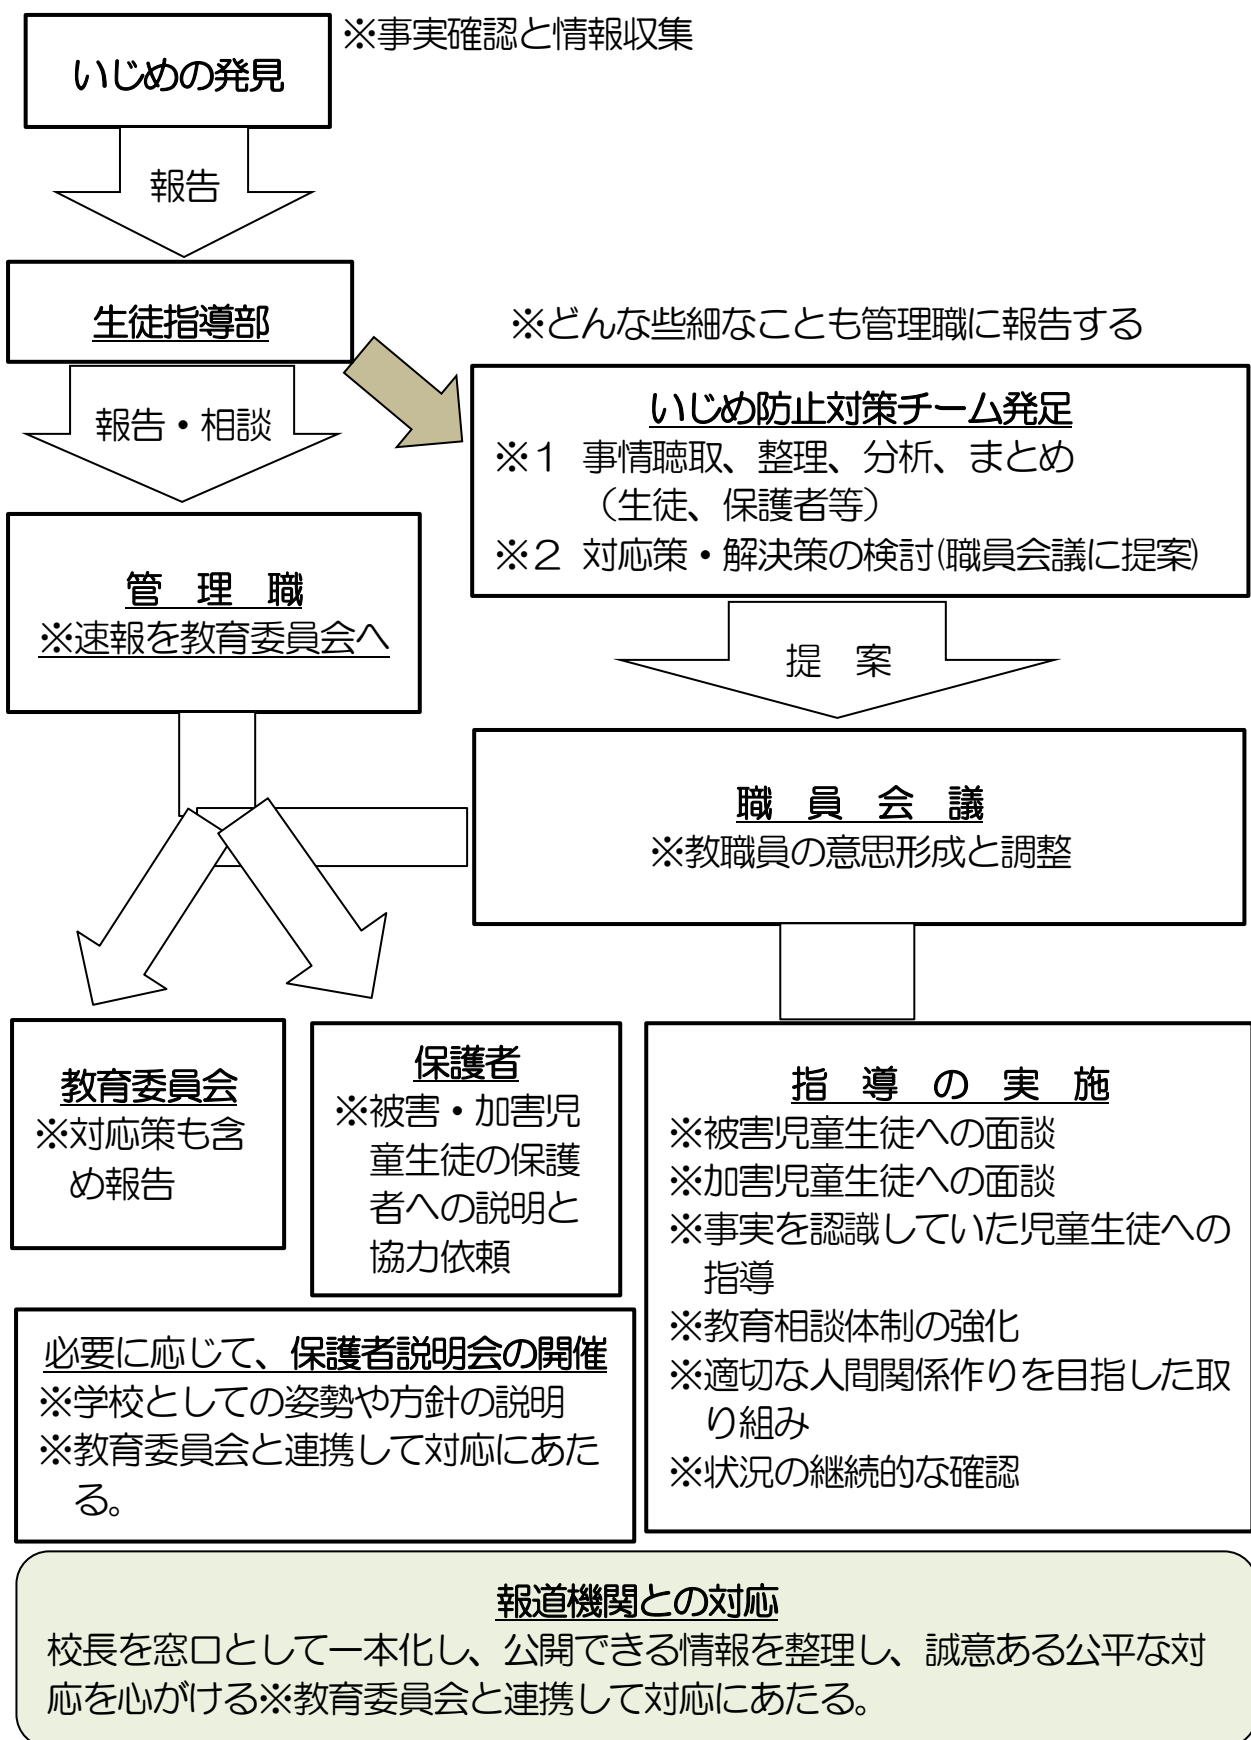 ※事実確認と情報収集
いじめの発見
報告
生徒指導部
※どんな些細なことも管理職に報告する
報告・相談
いじめ防止対策チーム発足
※1 事情聴取、整理、分析、まとめ
（生徒、保護者等）
※2 対応策・解決策の検討(職員会議に提案)
管 理 職
※速報を教育委員会へ
提 案
職 員 会 議
※教職員の意思形成と調整
教育委員会
※対応策も含
め報告
保護者
※被害・加害児
童生徒の保護
者への説明と
協力依頼
指 導 の 実 施
※被害児童生徒への面談
※加害児童生徒への面談
※事実を認識していた児童生徒への
指導
※教育相談体制の強化
※適切な人間関係作りを目指した取
り組み
※状況の継続的な確認
必要に応じて、保護者説明会の開催
※学校としての姿勢や方針の説明
※教育委員会と連携して対応にあた
る。
報道機関との対応
校長を窓口として一本化し、公開できる情報を整理し、誠意ある公平な対
応を心がける※教育委員会と連携して対応にあたる。